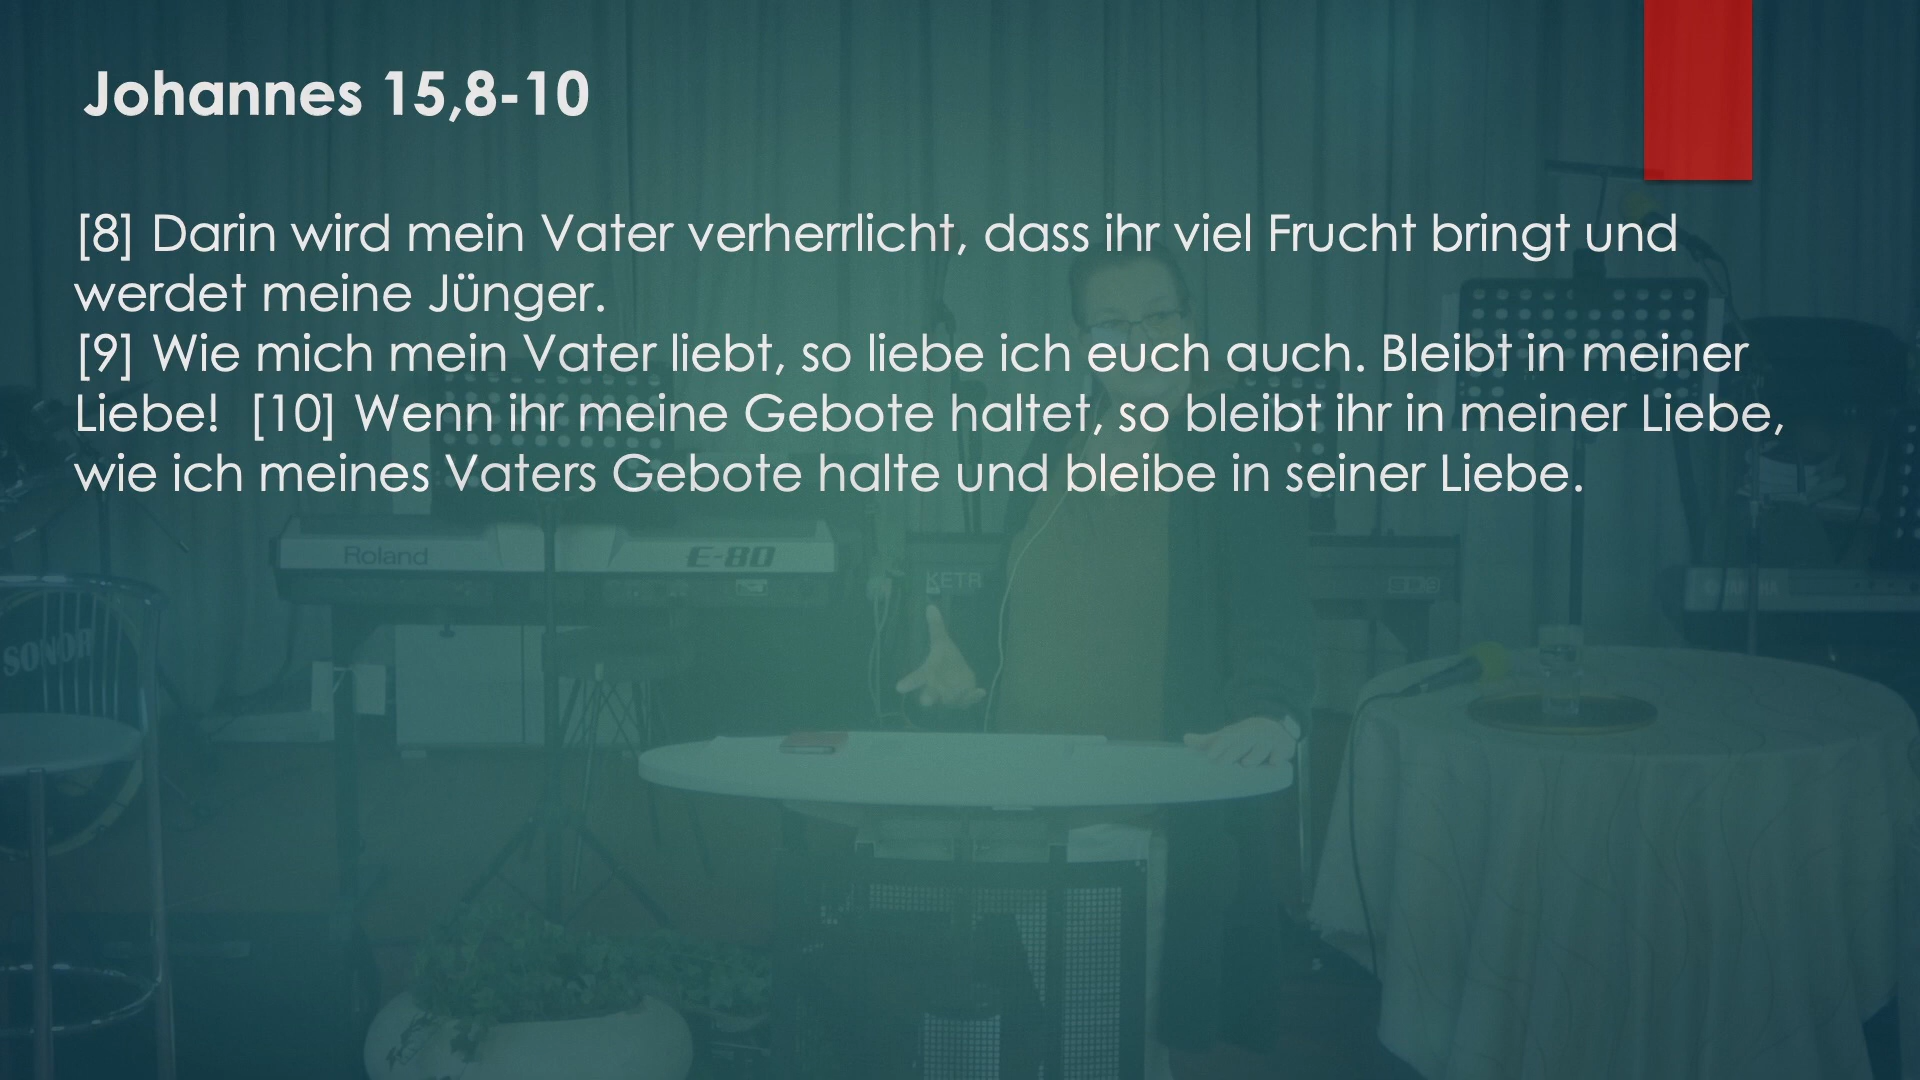 Johannes 15,8-10
[8] Darin wird mein Vater verherrlicht, dass ihr viel Frucht bringt und
werdet meine Jünger.
[9] Wie mich mein Vater liebt, so liebe ich euch auch. Bleibt in meiner
Liebe! [10] Wenn ihr meine Gebote haltet, so bleibt ihr in meiner Liebe,
wie ich meines Vaters Gebote halte und bleibe in seiner Liebe.
Roland E-80
KETR
SONOR